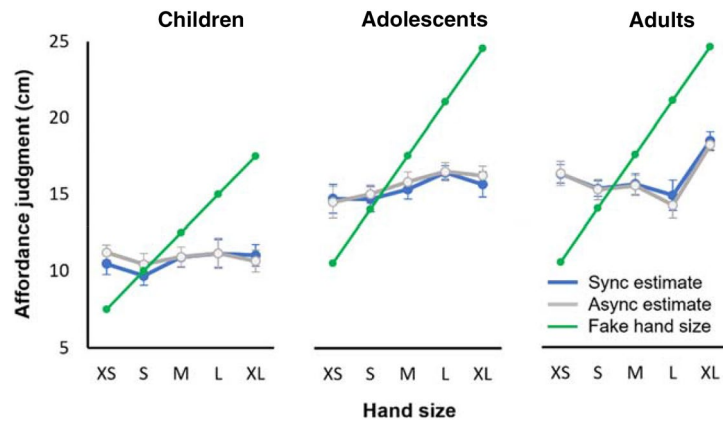 Children Adolescents Adults
Affordance judgment (cm)
25
20
15
10
5
Sync estimate
Async estimate
Fake hand size
XS S M L XL XS S M L XL XS S M L XL
Hand size